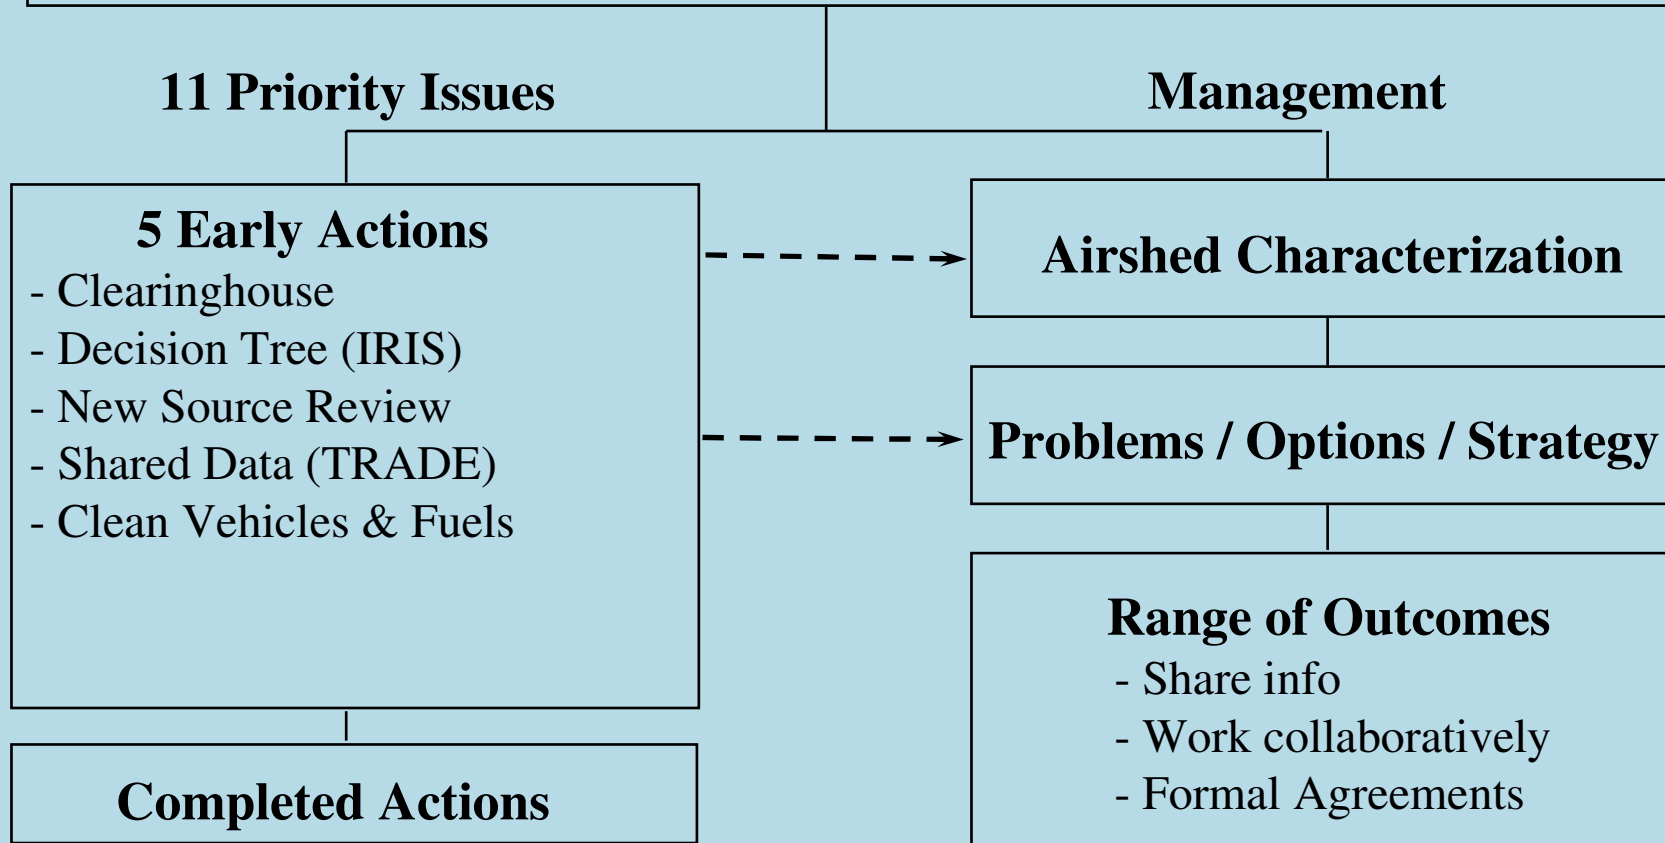 11 Priority Issues
Management
5 Early Actions
- Clearinghouse
- Decision Tree (IRIS)
- New Source Review
- Shared Data (TRADE)
- Clean Vehicles & Fuels
Completed Actions
Airshed Characterization
Problems / Options / Strategy
Range of Outcomes
- Share info
- Work collaboratively
- Formal Agreements